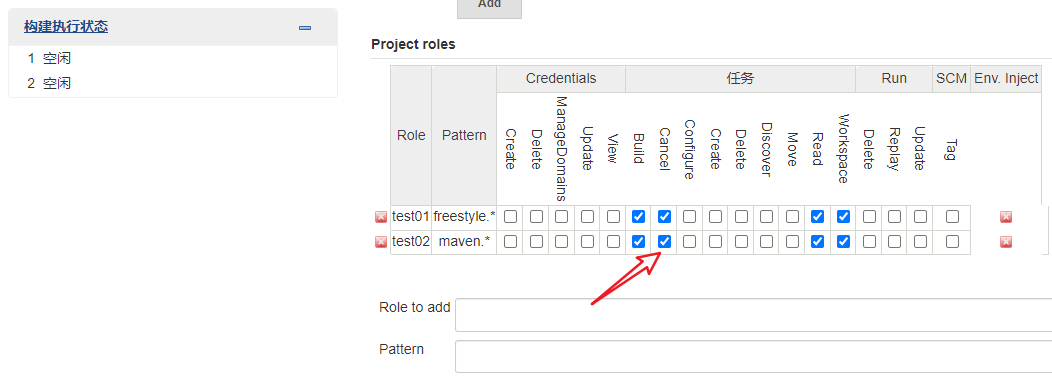 Add
构建执行状态
1 空闲
2 空闲
Project roles
Role Pattern Credentials 任务 Run SCM Env. Inject
Create Delete ManageDomains Update View Build Cancel Configure Create Delete Discover Move Read Workspace Delete Replay Update Tag
test01 freestyle.*
test02 maven.*
Role to add
Pattern